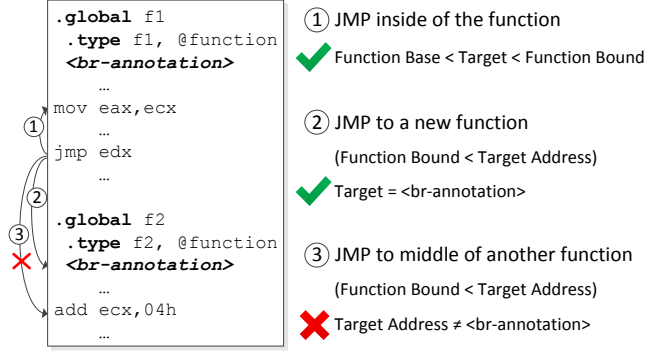 .global f1
.type f1, @function
<br-annotation>
…
mov eax,ecx
…
jmp edx
…
.global f2
.type f2, @function
<br-annotation>
…
add ecx,04h
…
1
2
3
1 JMP inside of the function
Function Base < Target < Function Bound
2 JMP to a new function
(Function Bound < Target Address)
Target = <br-annotation>
3 JMP to middle of another function
(Function Bound < Target Address)
Target Address ≠ <br-annotation>